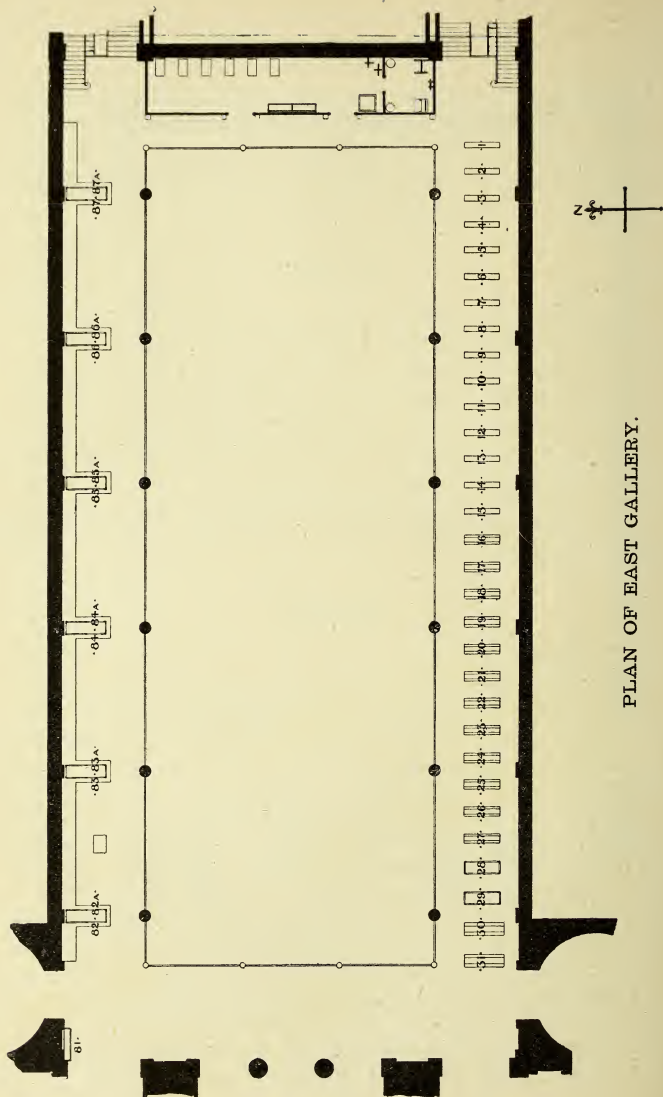 81·
·82·82A· ·83·83A· ·84·84A· ·85·85A· ·86·86A· ·87·87A·
·31· ·30· ·29· ·28· ·27· ·26· ·25· ·24· ·23· ·22· ·21· ·20· ·19· ·18· ·17· ·16· ·15· ·14· ·13· ·12· ·11· ·10· ·9· ·8· ·7· ·6· ·5· ·4· ·3· ·2· ·1·
N
PLAN OF EAST GALLERY.